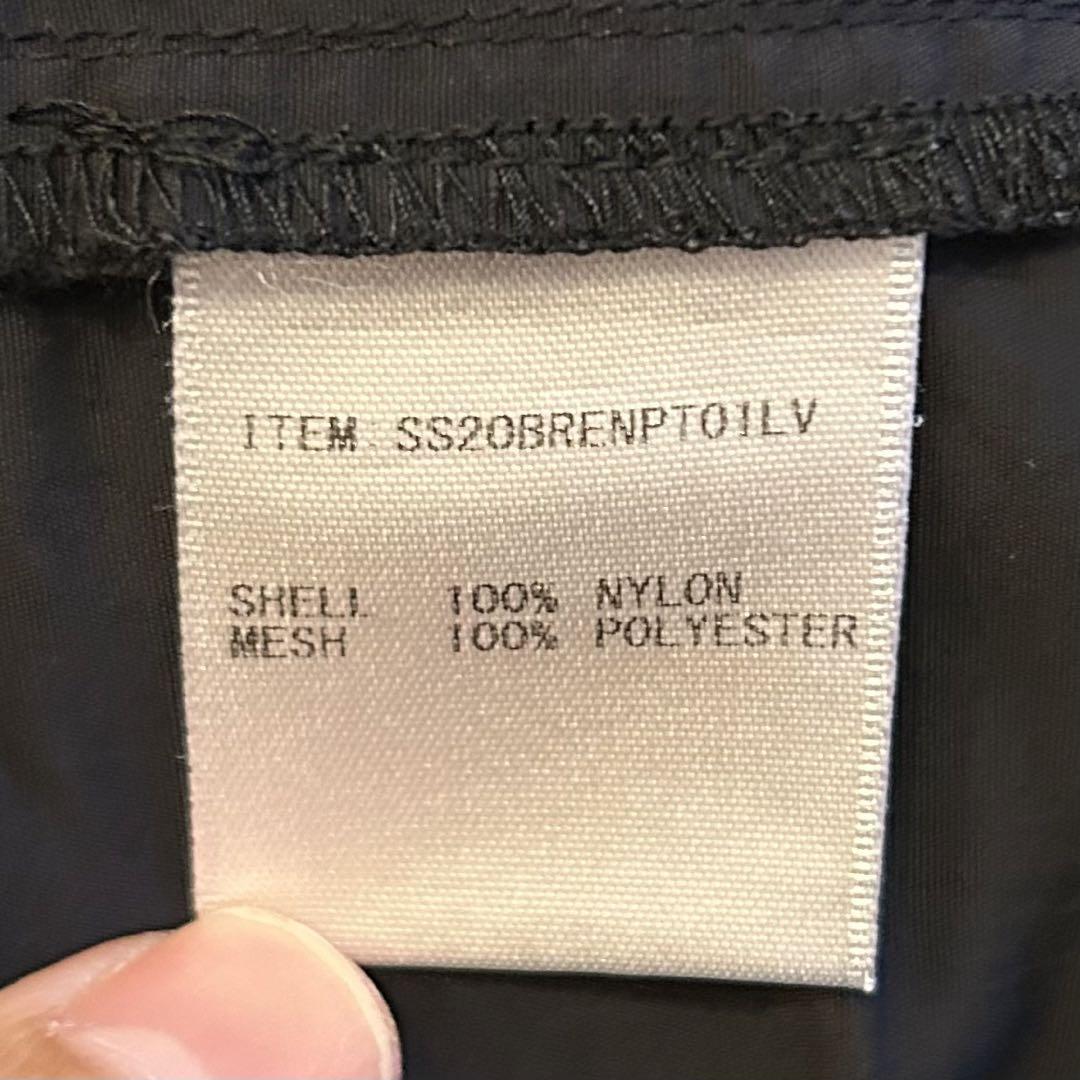 ITEM SS20BRENPT01LV
SHELL 100% NYLON
MESH 100% POLYESTER